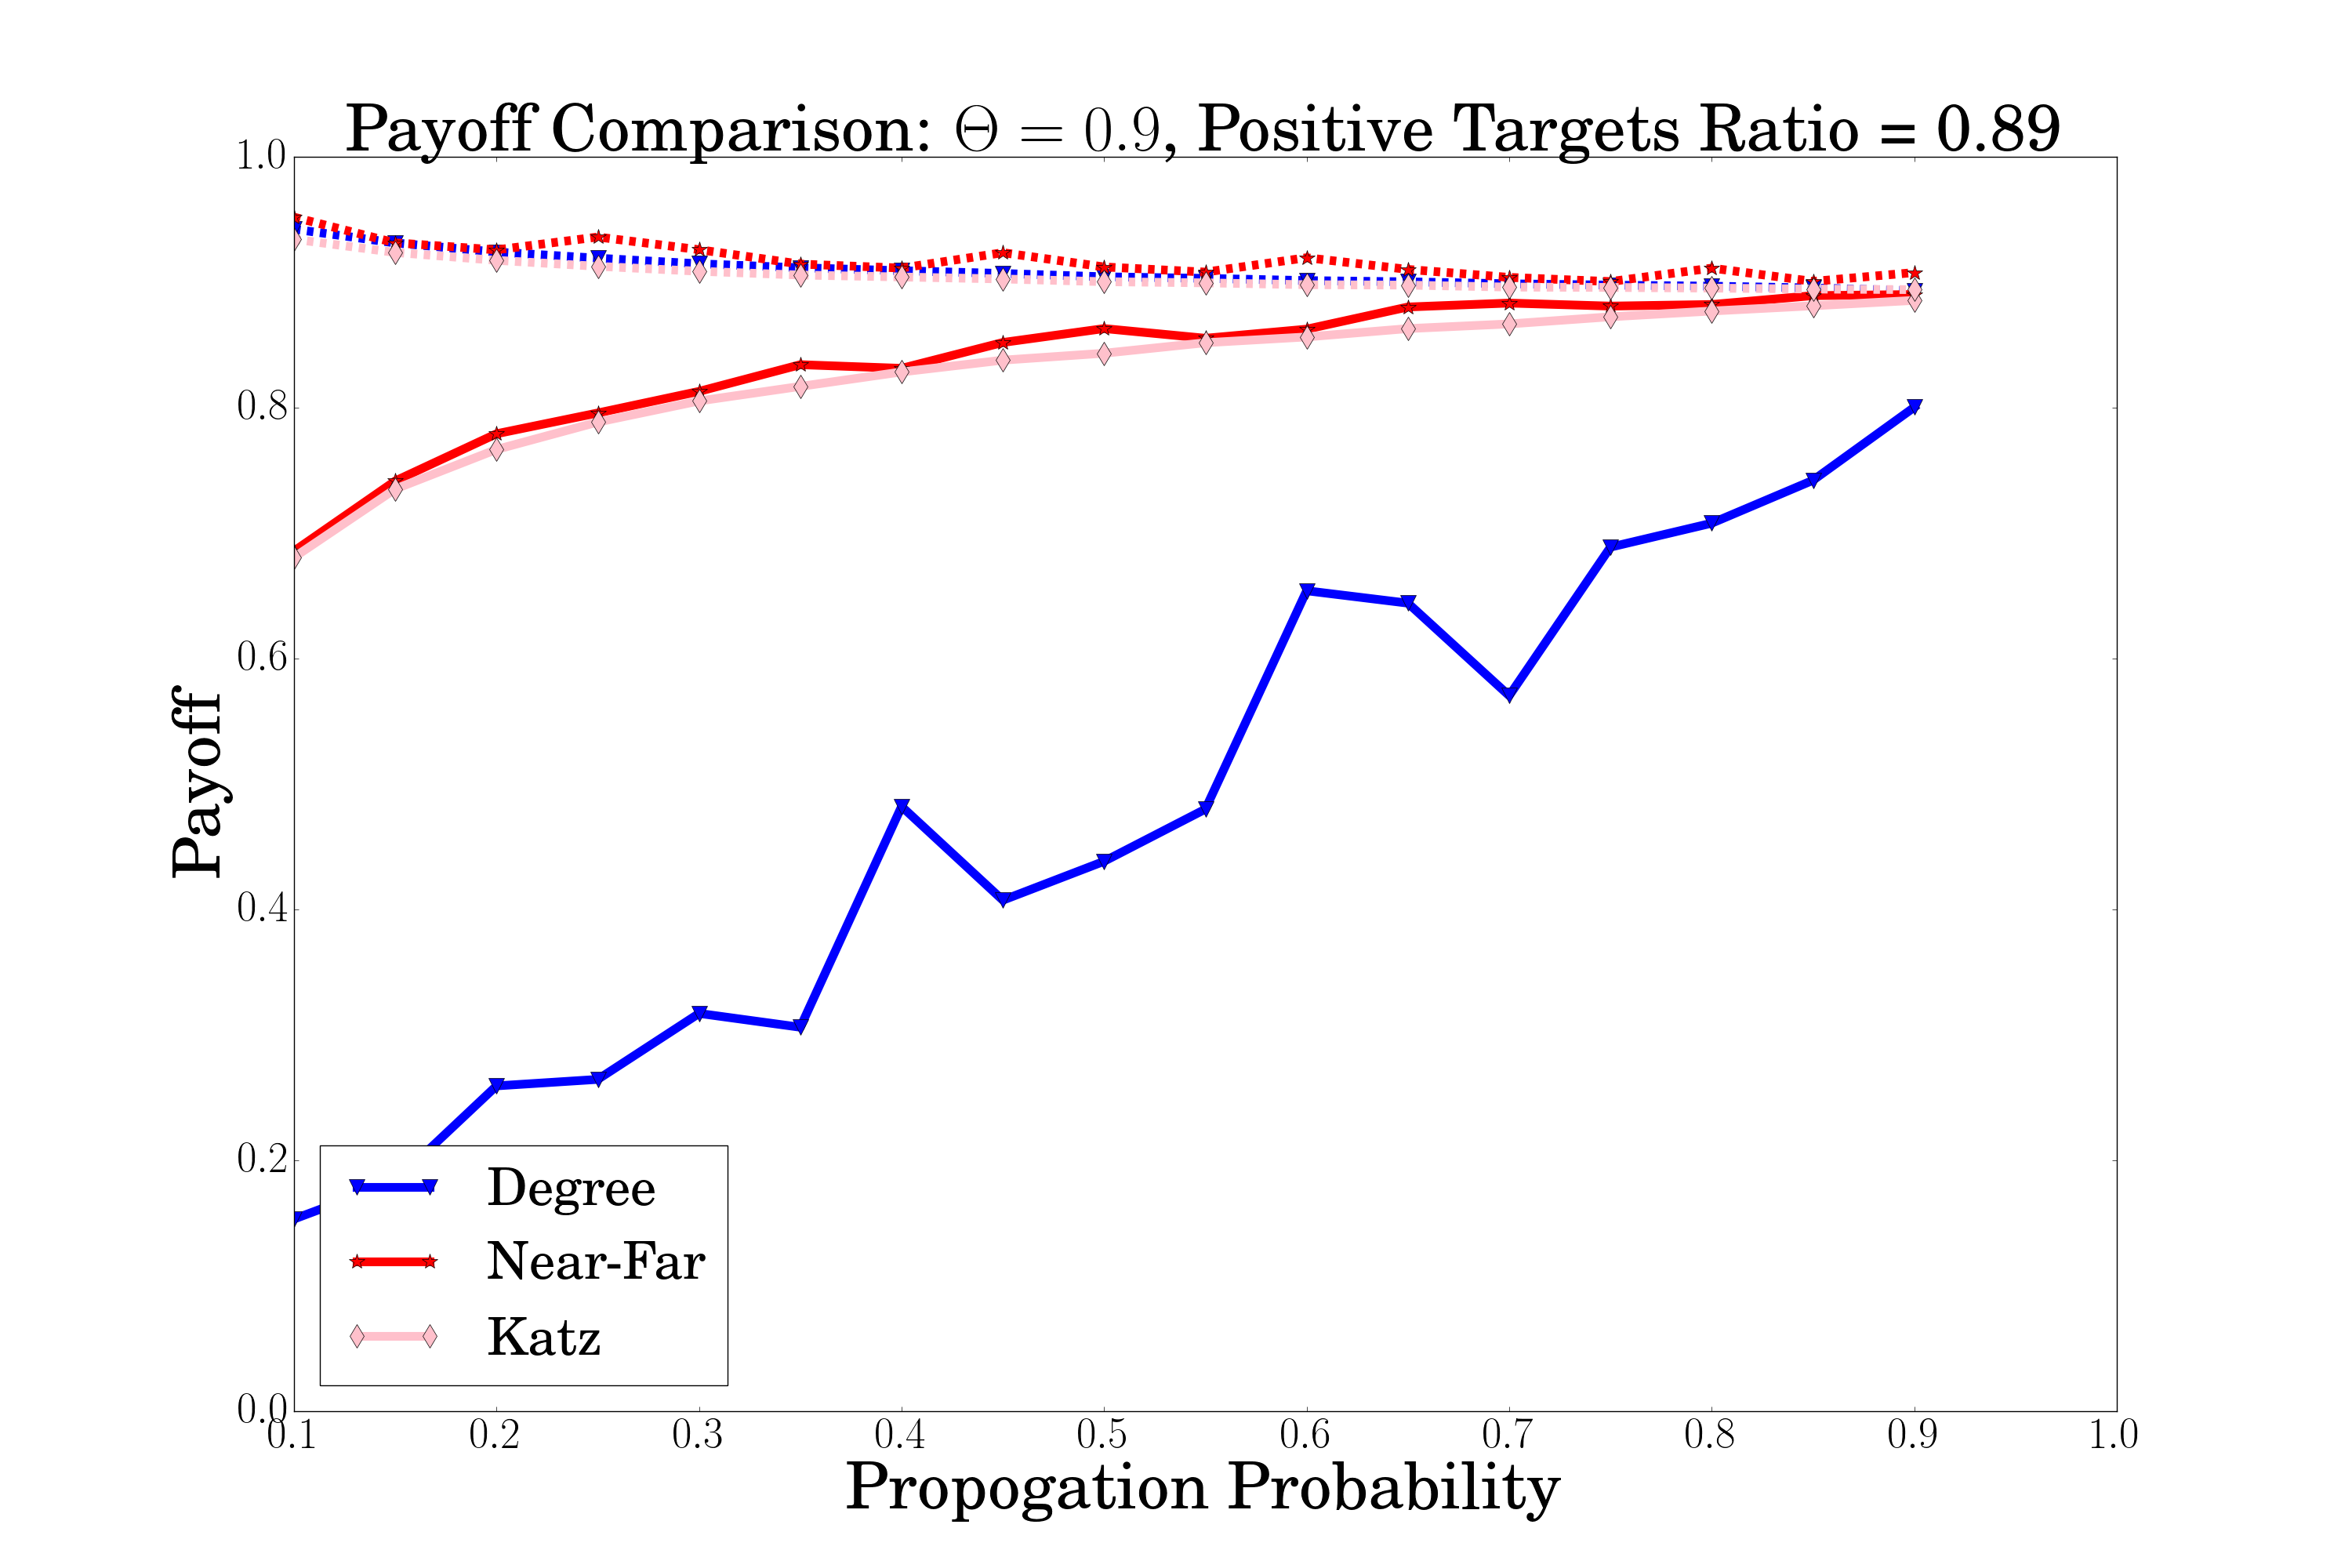 Payoff Comparison: Θ = 0.9, Positive Targets Ratio = 0.89
1.0
0.8
0.6
0.4
0.2
0.0
Payoff
Degree
Near-Far
Katz
0.1 0.2 0.3 0.4 0.5 0.6 0.7 0.8 0.9 1.0
Propogation Probability